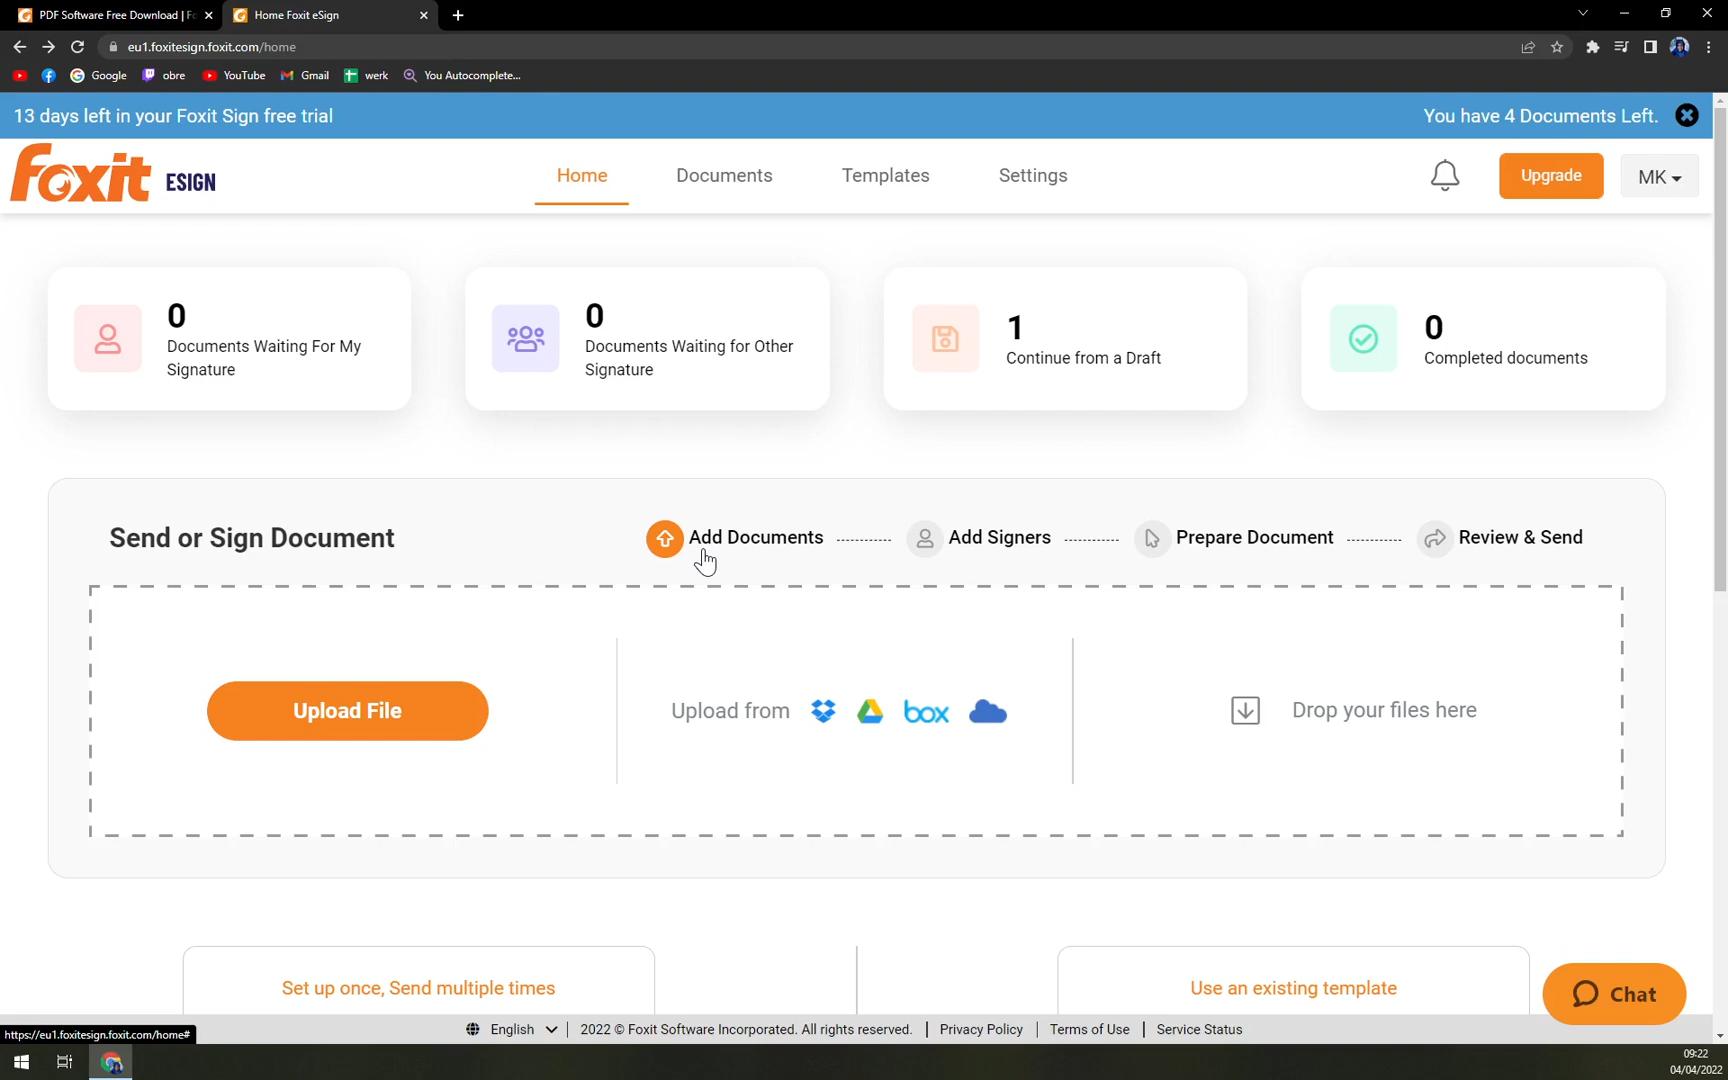 PDF Software Free Download | Fo
Home Foxit eSign
eu1.foxitesign.foxit.com/home
Google
obre
YouTube
Gmail
werk
You Autocomplete...
13 days left in your Foxit Sign free trial
You have 4 Documents Left.
foxit ESIGN
Home
Documents
Templates
Settings
Upgrade
MK
0
Documents Waiting For My
Signature
0
Documents Waiting for Other
Signature
1
Continue from a Draft
0
Completed documents
Send or Sign Document
Add Documents
Add Signers
Prepare Document
Review & Send
Upload File
Upload from
box
Drop your files here
Set up once, Send multiple times
Use an existing template
Chat
https://eu1.foxitesign.foxit.com/home#
English
2022 © Foxit Software Incorporated. All rights reserved.
Privacy Policy
Terms of Use
Service Status
09:22
04/04/2022